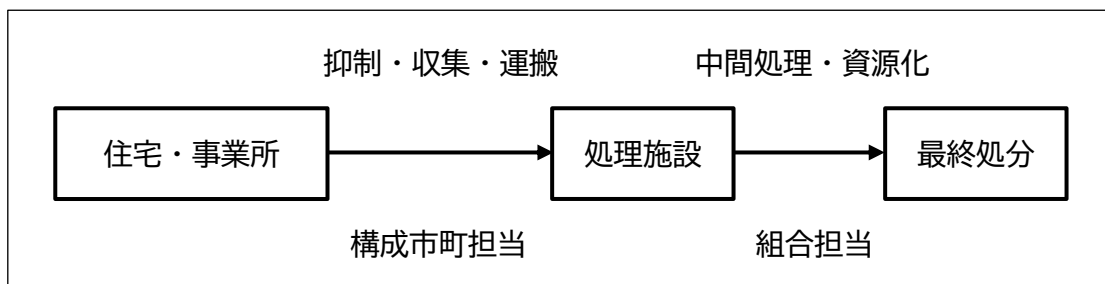 抑制・収集・運搬
中間処理・資源化
住宅・事業所
処理施設
最終処分
構成市町担当
組合担当